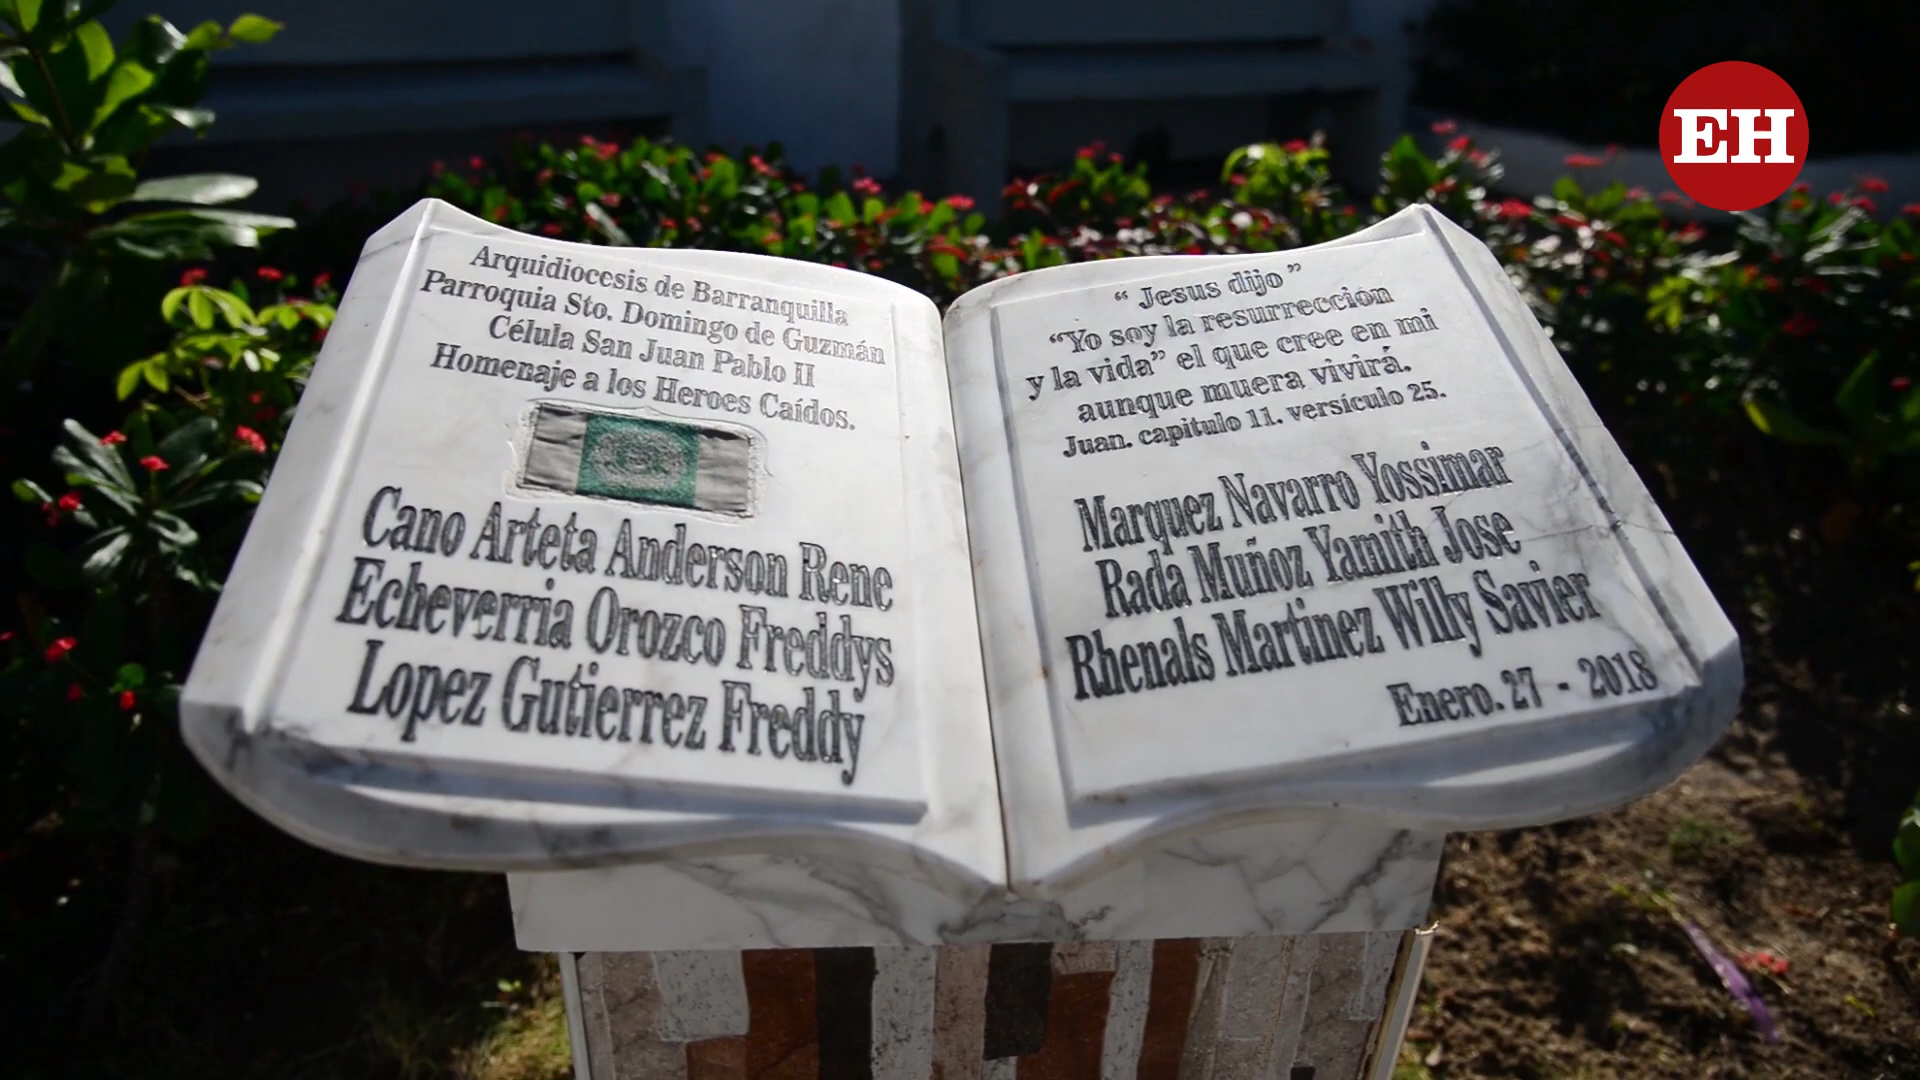 EH
Arquidiocesis de Barranquilla
Parroquia Sto. Domingo de Guzmán
Célula San Juan Pablo II
Homenaje a los Heroes Caídos.
Cano Arteta Anderson Rene
Echeverria Orozco Freddys
Lopez Gutierrez Freddy
“ Jesus dijo ”
“Yo soy la resurrección
y la vida” el que cree en mi
aunque muera vivirá.
Juan. capitulo 11. versículo 25.
Marquez Navarro Yossimar
Rada Muñoz Yamith Jose
Rhenals Martinez Willy Savier
Enero. 27 - 2018